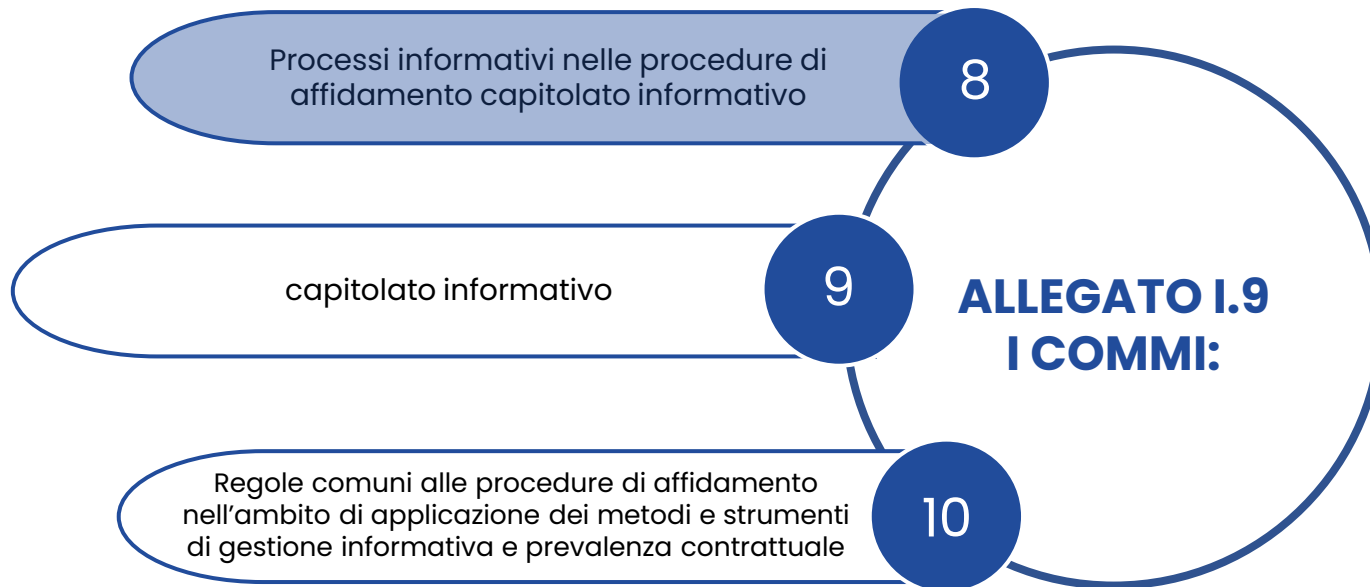 Processi informativi nelle procedure di
affidamento capitolato informativo
8
capitolato informativo
9
ALLEGATO I.9
I COMMI:
Regole comuni alle procedure di affidamento
nell’ambito di applicazione dei metodi e strumenti
di gestione informativa e prevalenza contrattuale
10